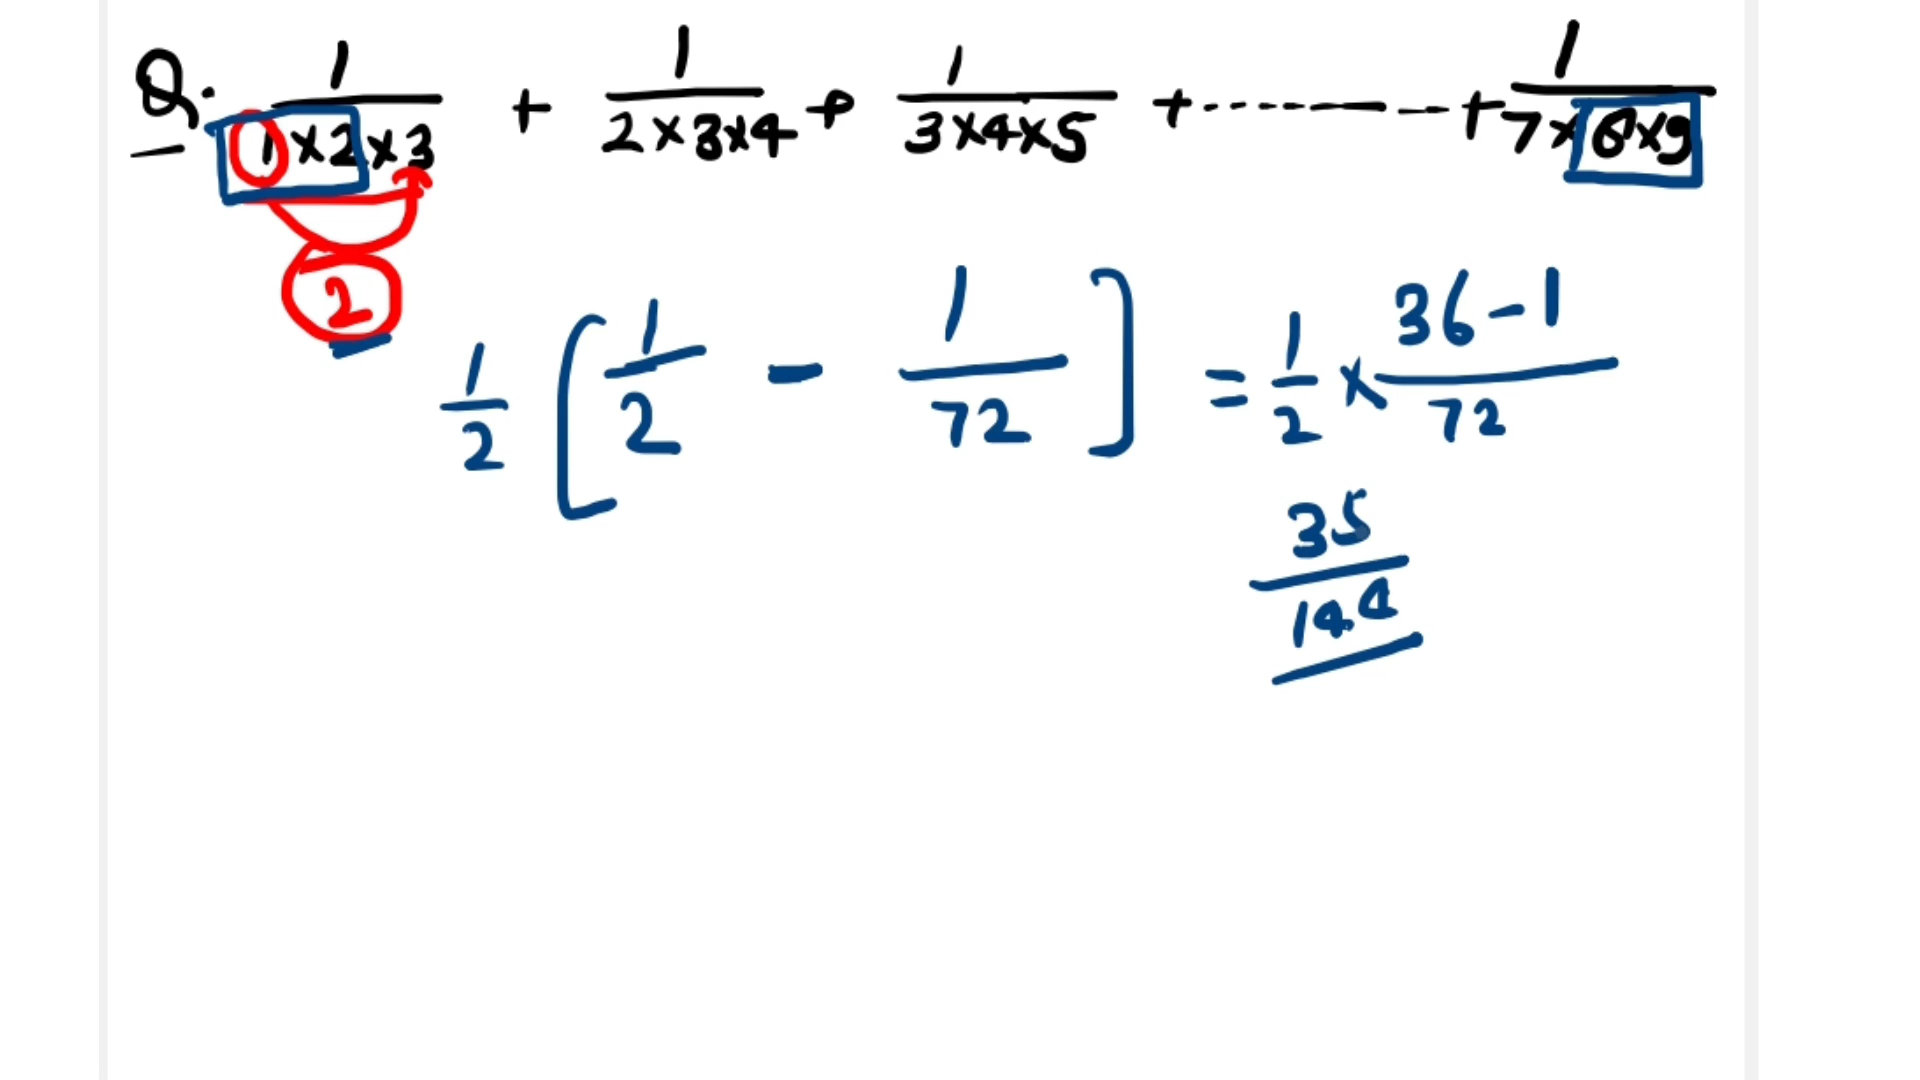 Q. 1/(1×2×3) + 1/(2×3×4) + 1/(3×4×5) + ------- + 1/(7×8×9)
2
1/2 [1/2 - 1/72] = 1/2 × (36-1)/72
35/144